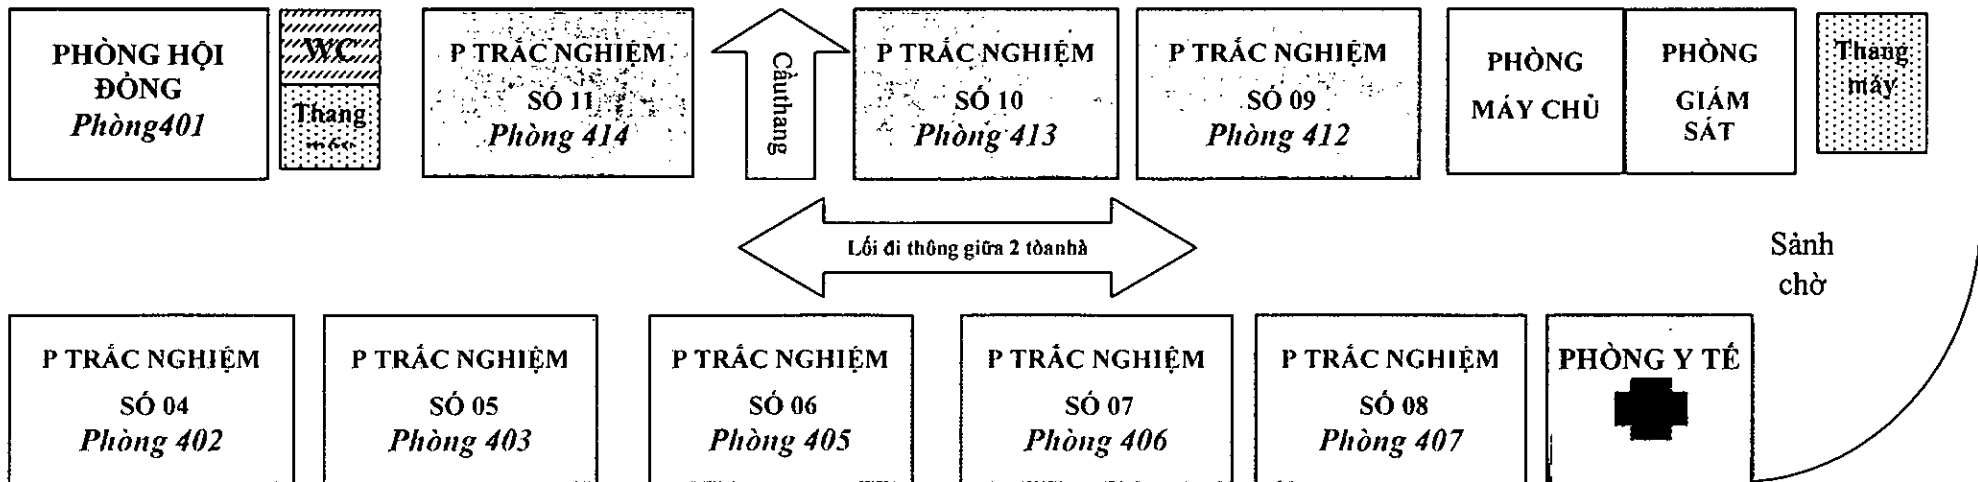 PHÒNG HỘI
ĐỒNG
Phòng401
WC
Thang
P TRẮC NGHIỆM
SỐ 11
Phòng 414
Cầuthang
P TRẮC NGHIỆM
SỐ 10
Phòng 413
P TRẮC NGHIỆM
SỐ 09
Phòng 412
PHÒNG
MÁY CHỦ
PHÒNG
GIÁM
SÁT
Thang
máy
Lối đi thông giữa 2 tòanhà
Sảnh
chờ
P TRẮC NGHIỆM
SỐ 04
Phòng 402
P TRẮC NGHIỆM
SỐ 05
Phòng 403
P TRẮC NGHIỆM
SỐ 06
Phòng 405
P TRẮC NGHIỆM
SỐ 07
Phòng 406
P TRẮC NGHIỆM
SỐ 08
Phòng 407
PHÒNG Y TẾ